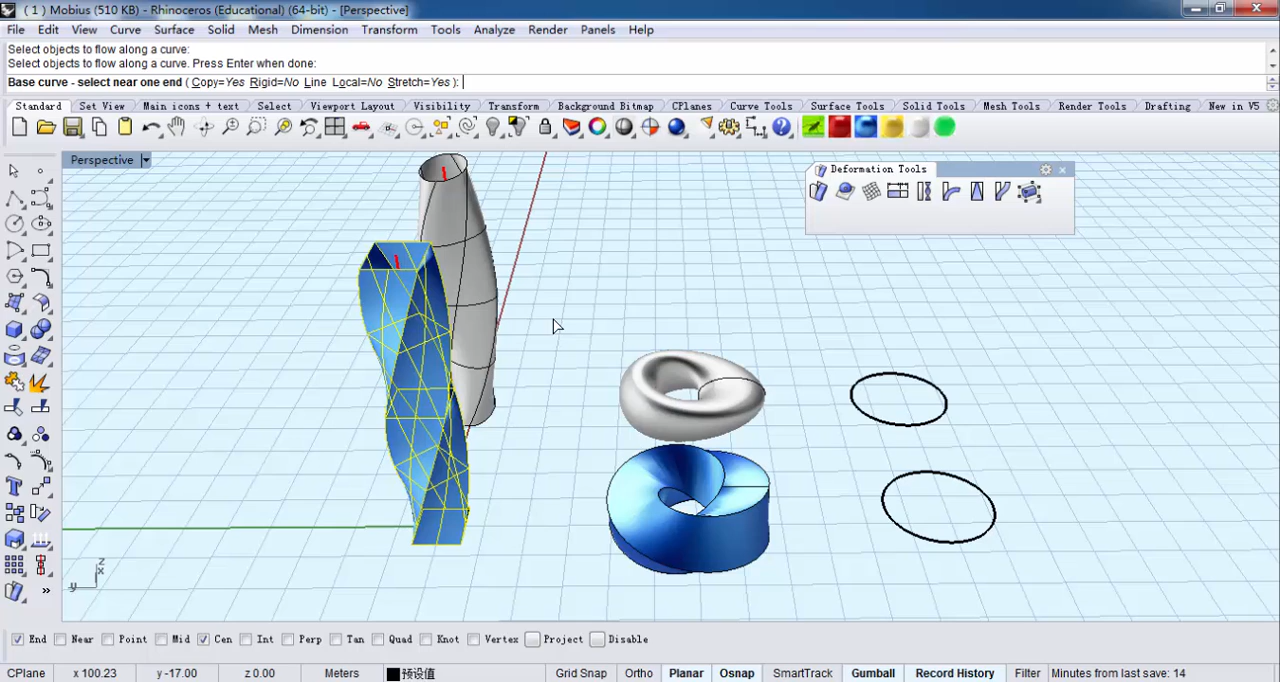 ( 1 ) Mobius (510 KB) - Rhinoceros (Educational) (64-bit) - [Perspective]
File Edit View Curve Surface Solid Mesh Dimension Transform Tools Analyze Render Panels Help
Select objects to flow along a curve:
Select objects to flow along a curve. Press Enter when done:
Base curve - select near one end ( Copy=Yes Rigid=No Line Local=No Stretch=Yes ):
Standard Set View Main icons + text Select Viewport Layout Visibility Transform Background Bitmap CPlanes Curve Tools Surface Tools Solid Tools Mesh Tools Render Tools Drafting New in V5
Perspective
Deformation Tools
z
x
y
End Near Point Mid Cen Int Perp Tan Quad Knot Vertex Project Disable
CPlane x 100.23 y -17.00 z 0.00 Meters 预设值 Grid Snap Ortho Planar Osnap SmartTrack Gumball Record History Filter Minutes from last save: 14